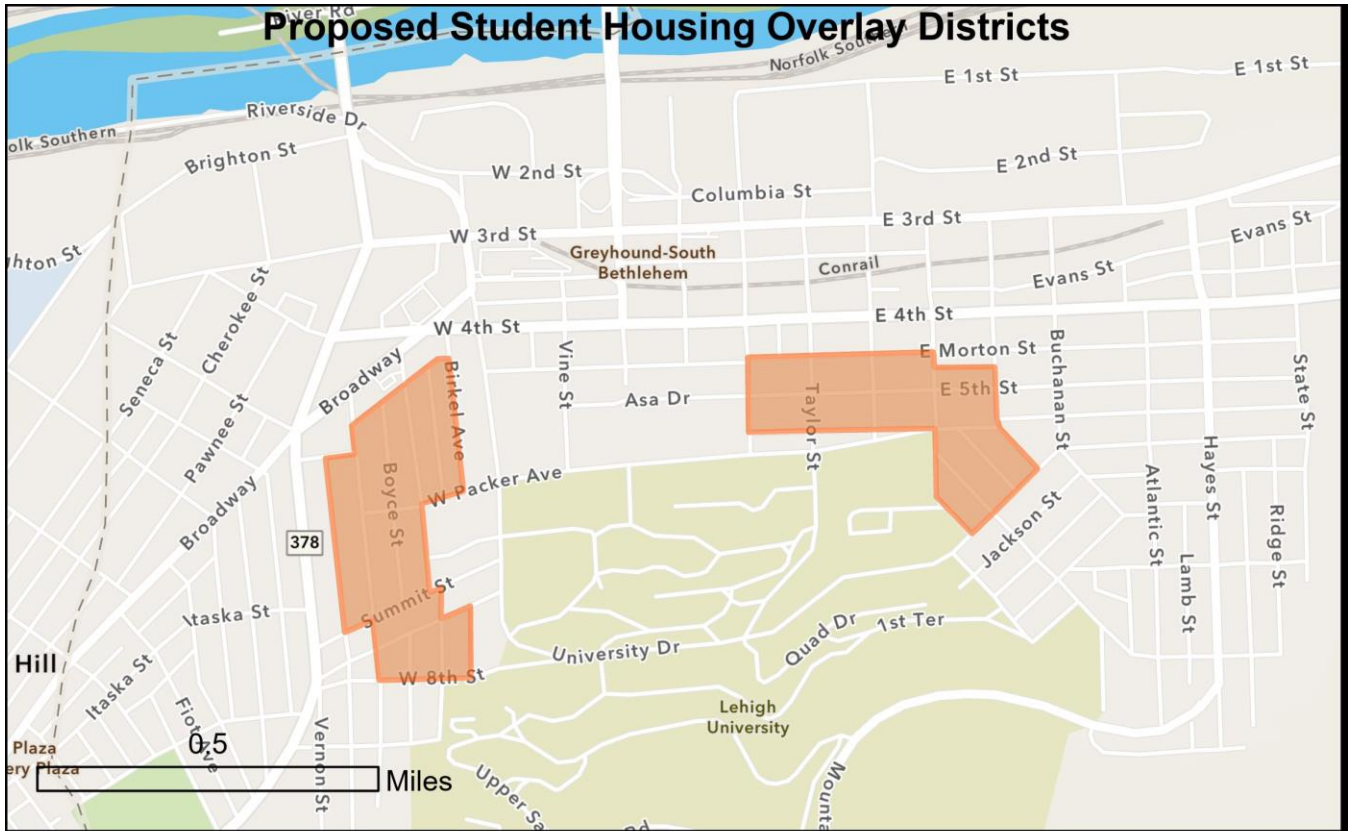 Proposed Student Housing Overlay Districts
River Rd
Norfolk Southern
E 1st St
E 1st St
Riverside Dr
olk Southern
Brighton St
W 2nd St
E 2nd St
Columbia St
E 3rd St
W 3rd St
Evans St
hton St
Greyhound-South
Bethlehem
Conrail
Evans St
Cherokee St
E 4th St
W 4th St
Seneca St
Broadway
Birkel Ave
Vine St
E Morton St
Buchanan St
State St
Asa Dr
Taylor St
E 5th St
Pawnee St
Boyce St
W Packer Ave
Broadway
Hayes St
Atlantic St
378
Jackson St
Ridge St
Lamb St
Summit St
Itaska St
1st Ter
Quad Dr
University Dr
Hill
Itaska St
W 8th St
Lehigh
University
Fiot Ave
Vernon St
0.5
Plaza
ery Plaza
Miles
Upper Sa
Mounta
Rd